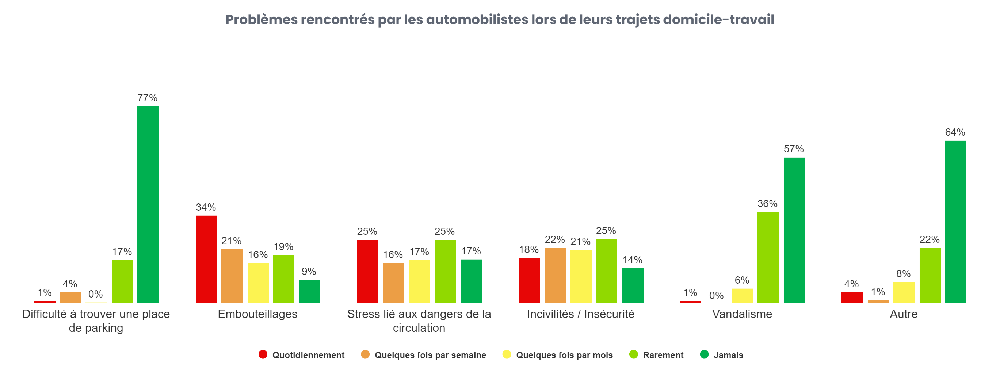 Problèmes rencontrés par les automobilistes lors de leurs trajets domicile-travail
1%
4%
0%
17%
77%
Difficulté à trouver une place
de parking
34%
21%
16%
19%
9%
Embouteillages
25%
16%
17%
25%
17%
Stress lié aux dangers de la
circulation
18%
22%
21%
25%
14%
Incivilités / Insécurité
1%
0%
6%
36%
57%
Vandalisme
4%
1%
8%
22%
64%
Autre
Quotidiennement
Quelques fois par semaine
Quelques fois par mois
Rarement
Jamais